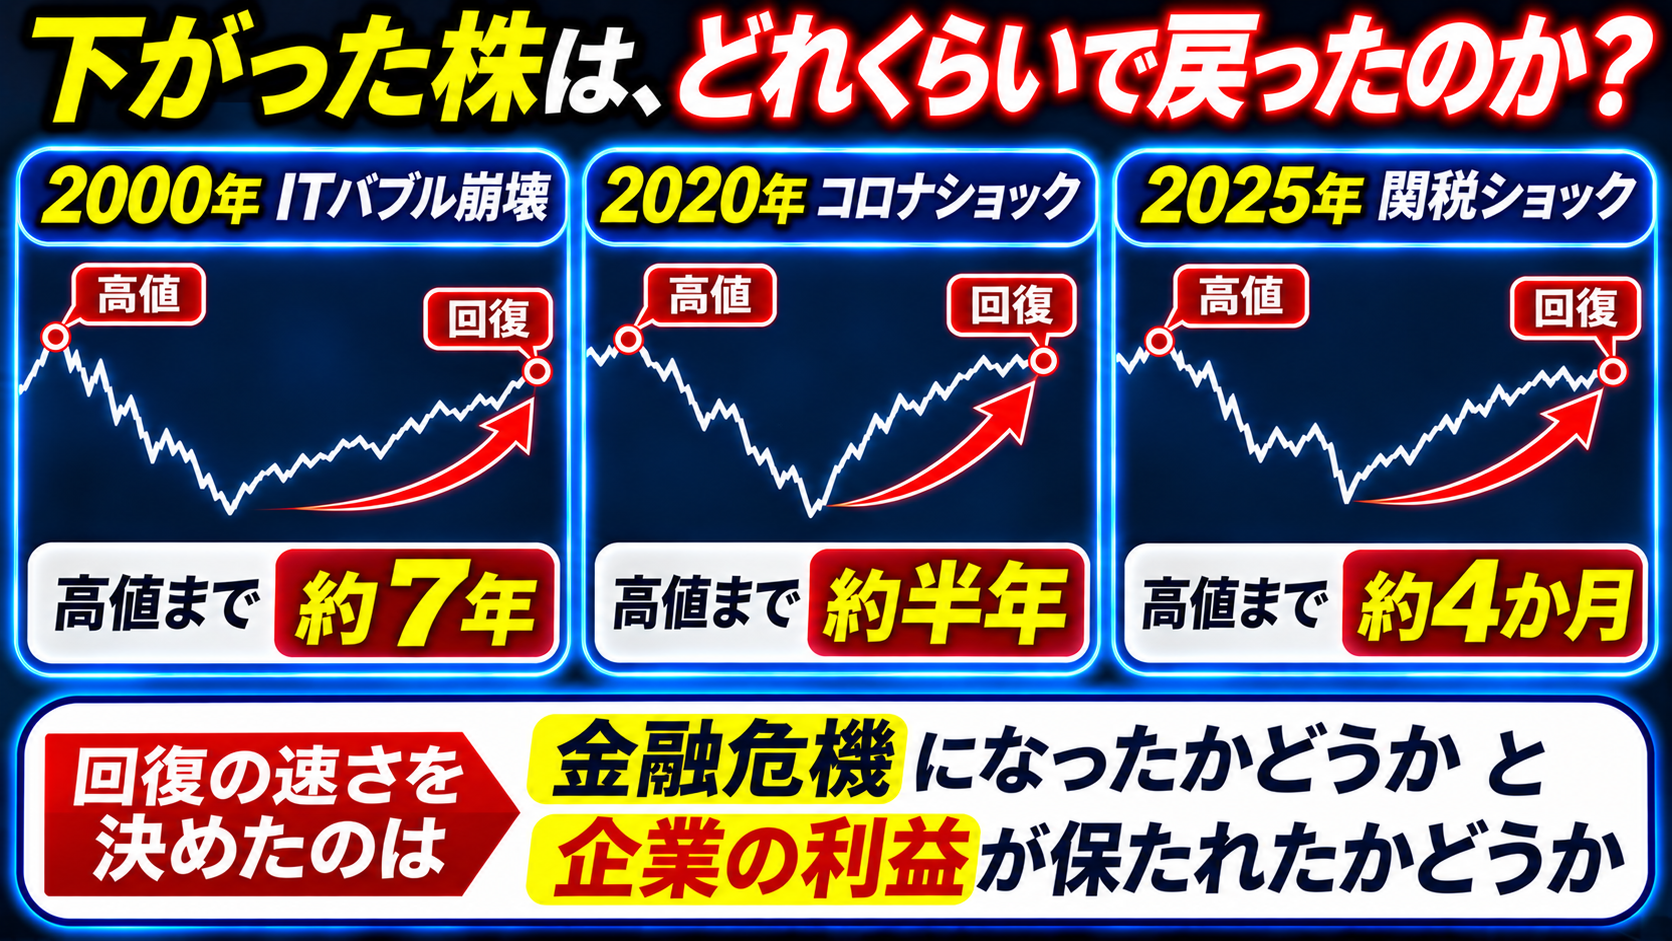 下がった株は、どれくらいで戻ったのか?
2000年 ITバブル崩壊
高値
回復
高値まで 約7年
2020年 コロナショック
高値
回復
高値まで 約半年
2025年 関税ショック
高値
回復
高値まで 約4か月
回復の速さを
決めたのは
金融危機になったかどうか と
企業の利益が保たれたかどうか